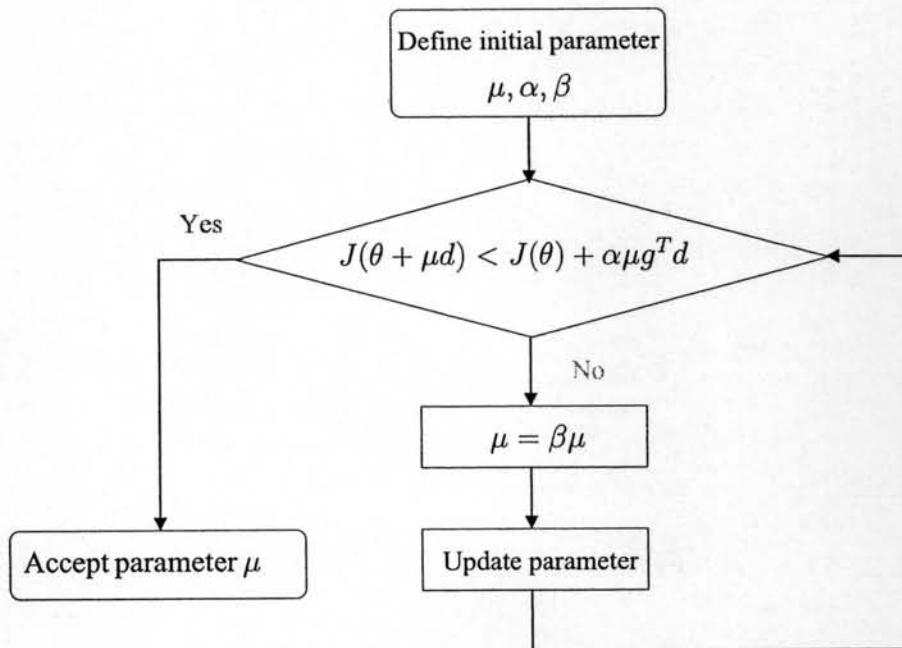 Define initial parameter
μ, α, β
Yes
J(θ + μd) < J(θ) + αμg^T d
No
μ = βμ
Accept parameter μ
Update parameter